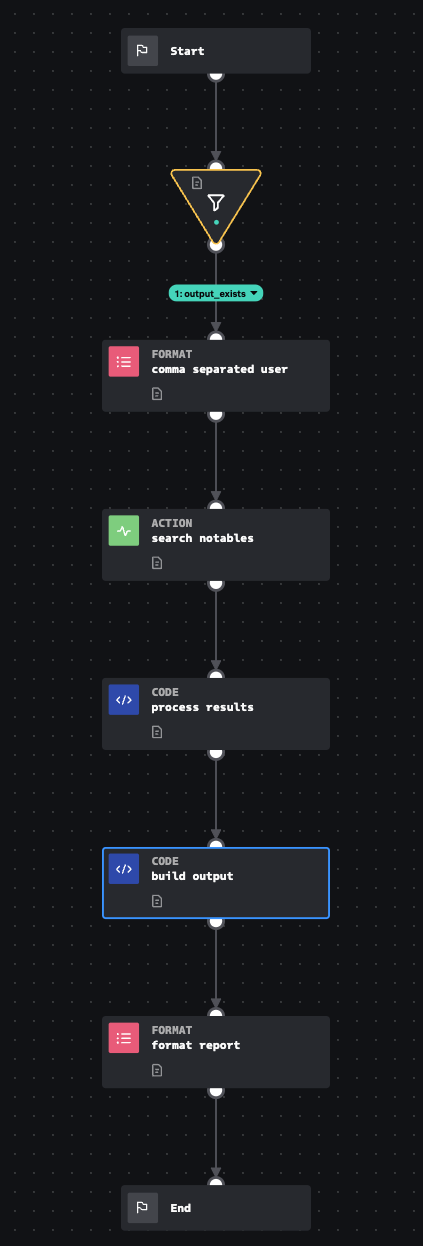 Start
1: output_exists
FORMAT
comma separated user
ACTION
search notables
CODE
process results
CODE
build output
FORMAT
format report
End